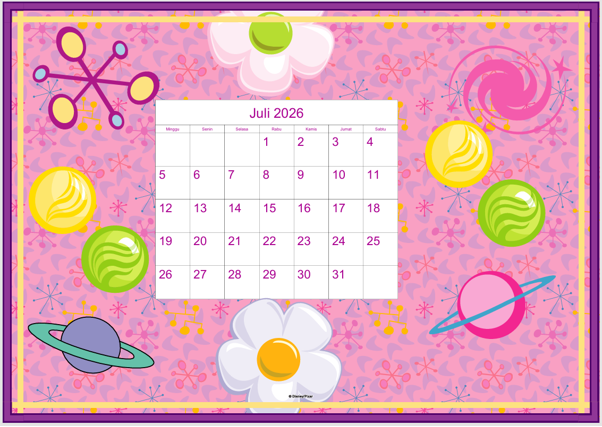 Juli 2026
Minggu Senin Selasa Rabu Kamis Jumat Sabtu
1 2 3 4
5 6 7 8 9 10 11
12 13 14 15 16 17 18
19 20 21 22 23 24 25
26 27 28 29 30 31
© Disney/Pixar